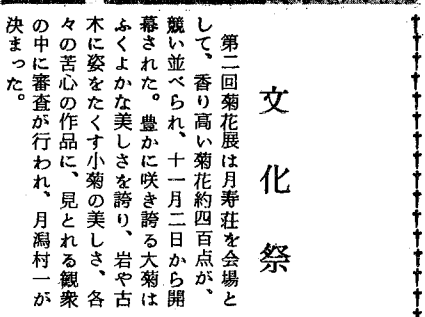 文化祭
第二回菊花展は月寿荘を会場と
して、香り高い菊花約四百点が、
競い並べられ、十一月二日から開
幕された。豊かに咲き誇る大菊は
ふくよかな美しさを誇り、岩や古
木に姿をたくす小菊の美しさ、各
々の苦心の作品に、見とれる観衆
の中に審査が行われ、月潟村一が
決まった。